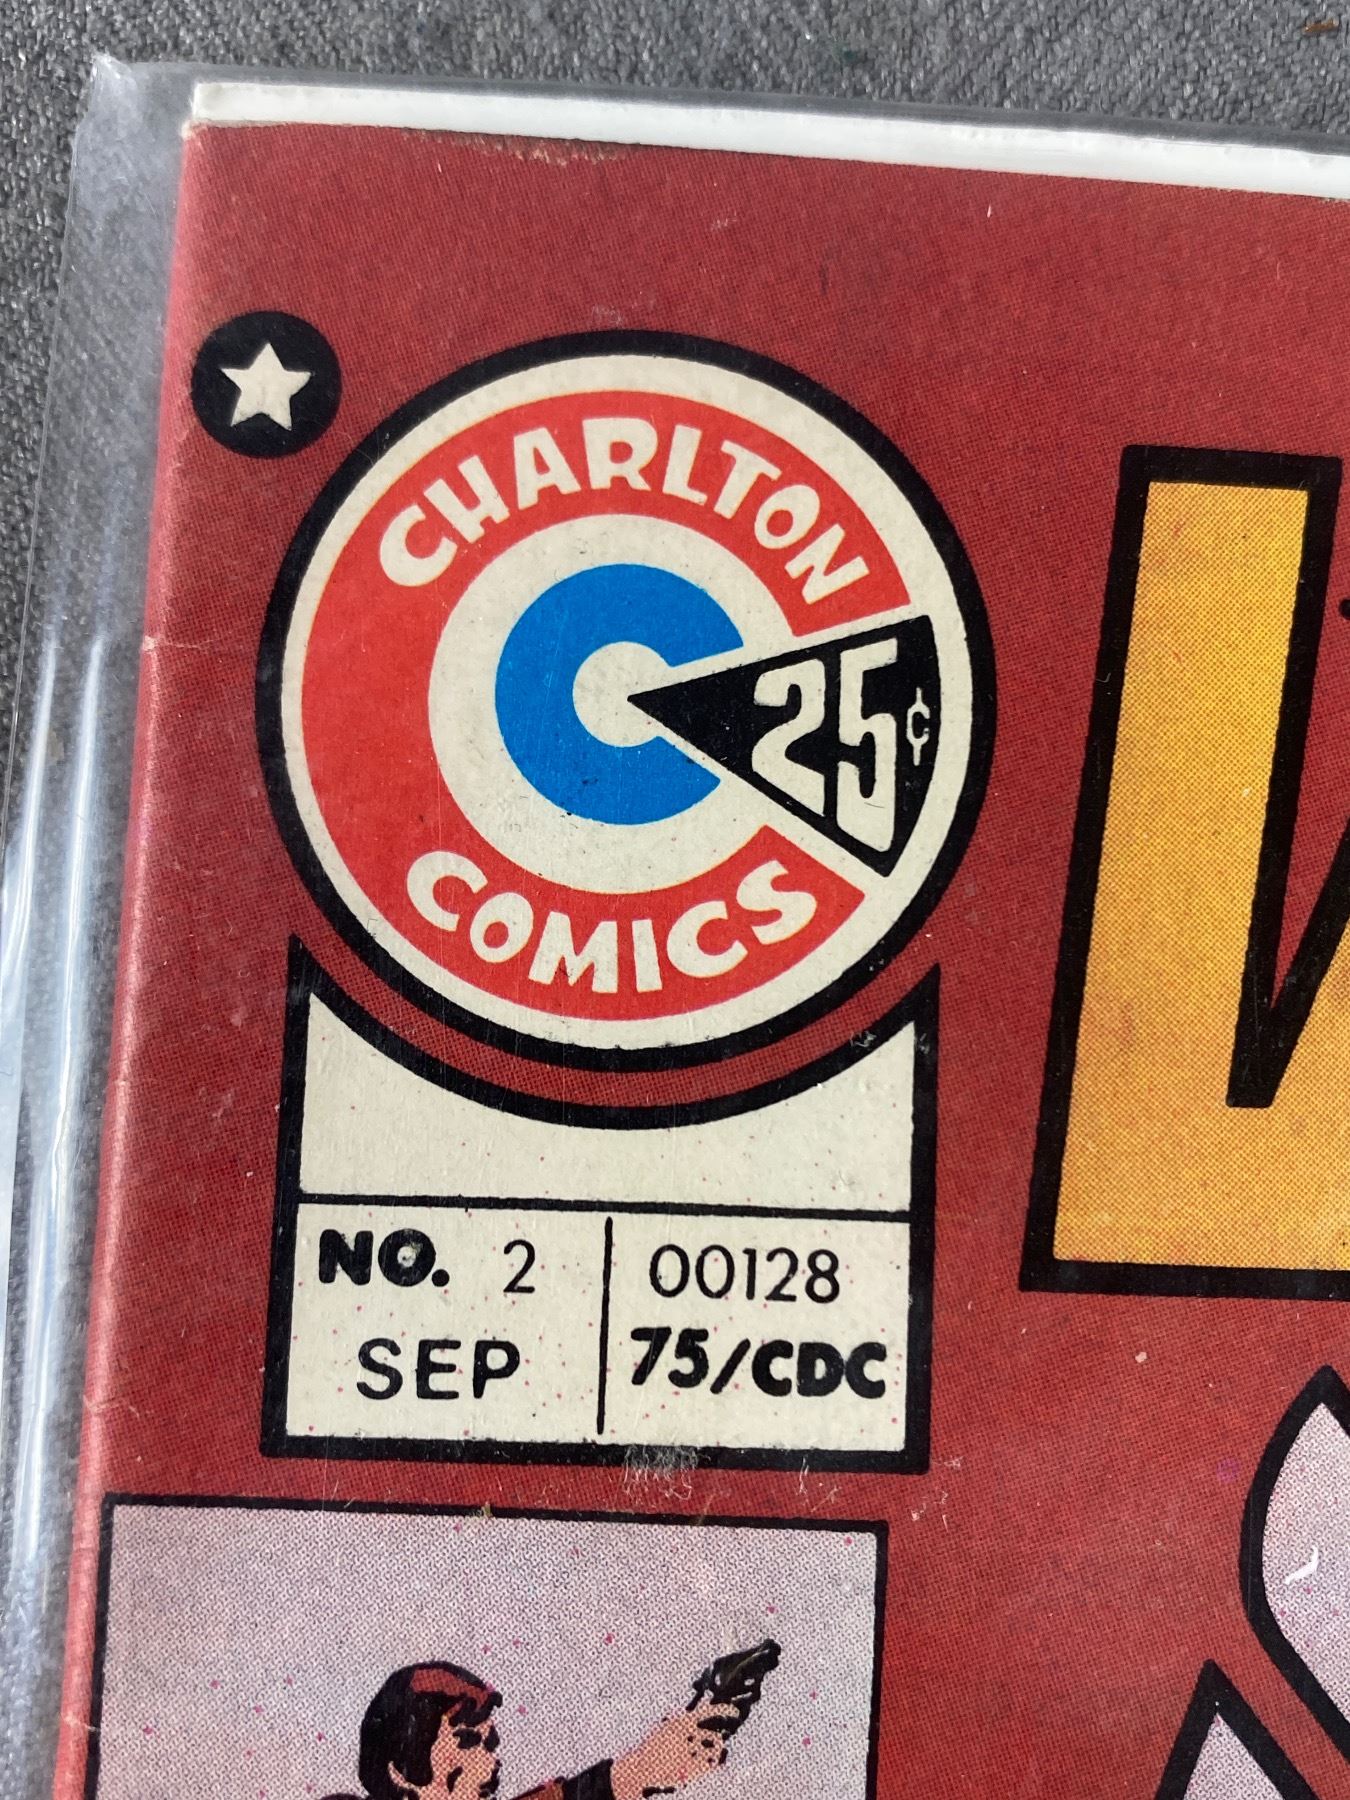 CHARLTON
25¢
COMICS
NO. 2
SEP
00128
75/CDC